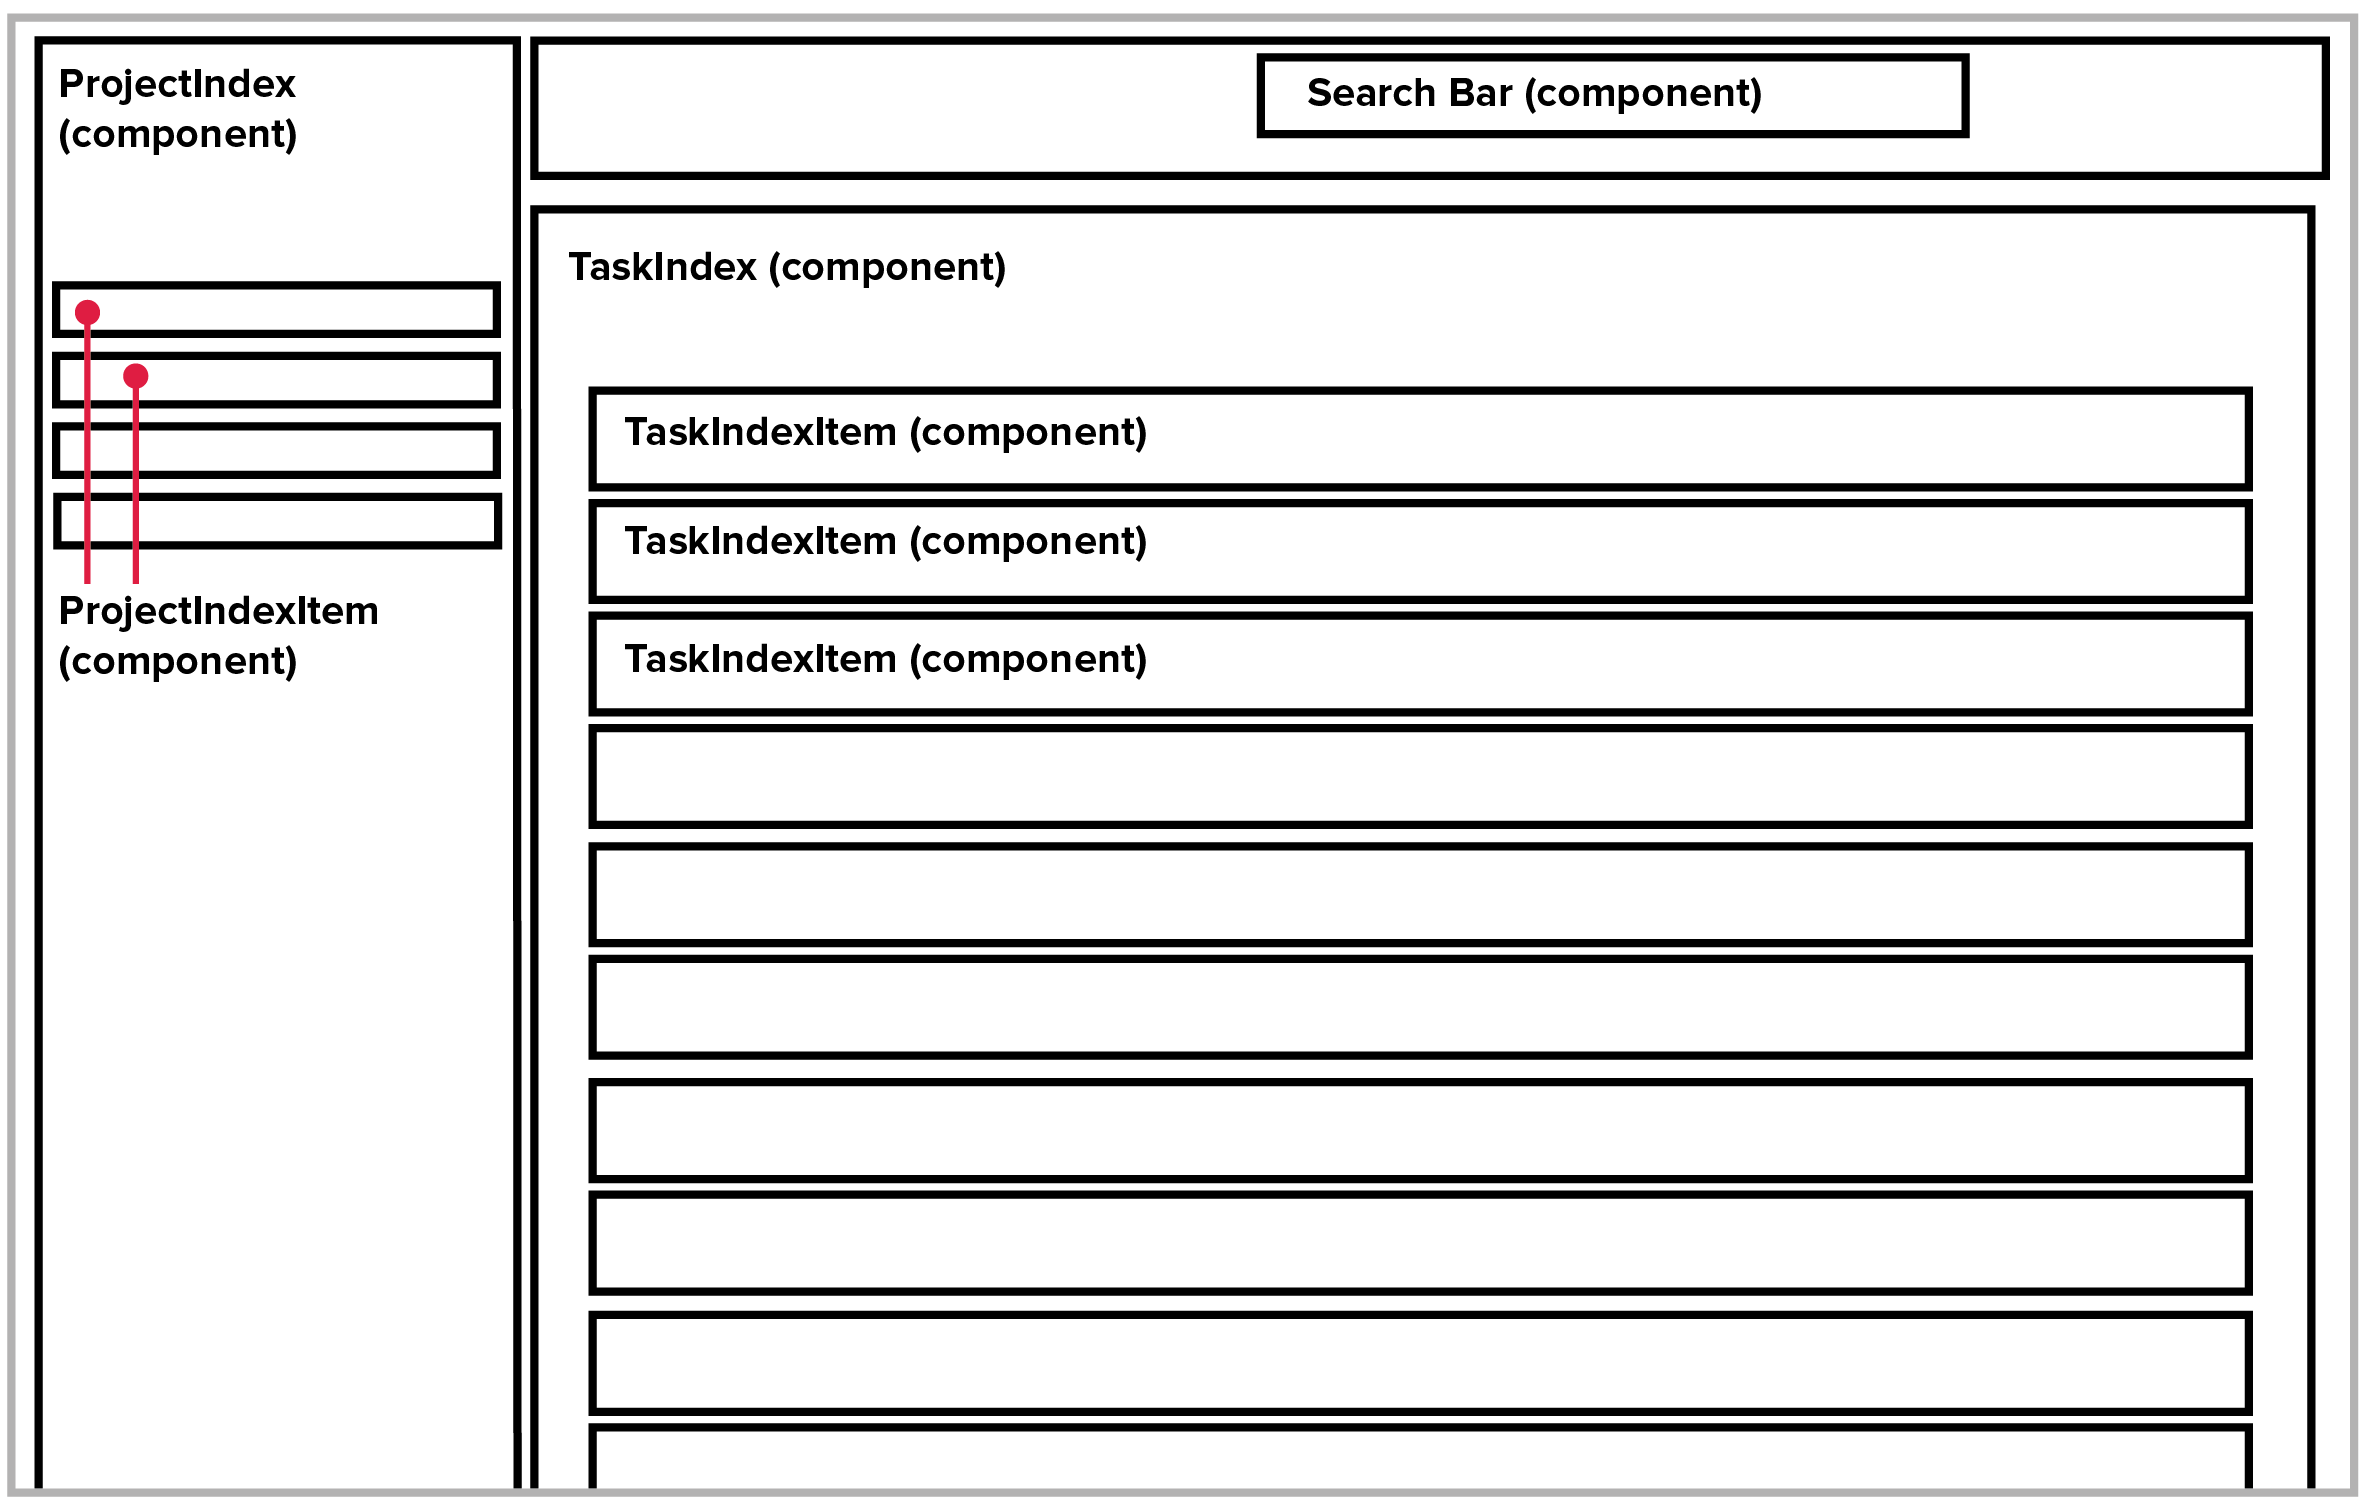 ProjectIndex
(component)
Search Bar (component)
TaskIndex (component)
TaskIndexItem (component)
TaskIndexItem (component)
TaskIndexItem (component)
ProjectIndexItem
(component)